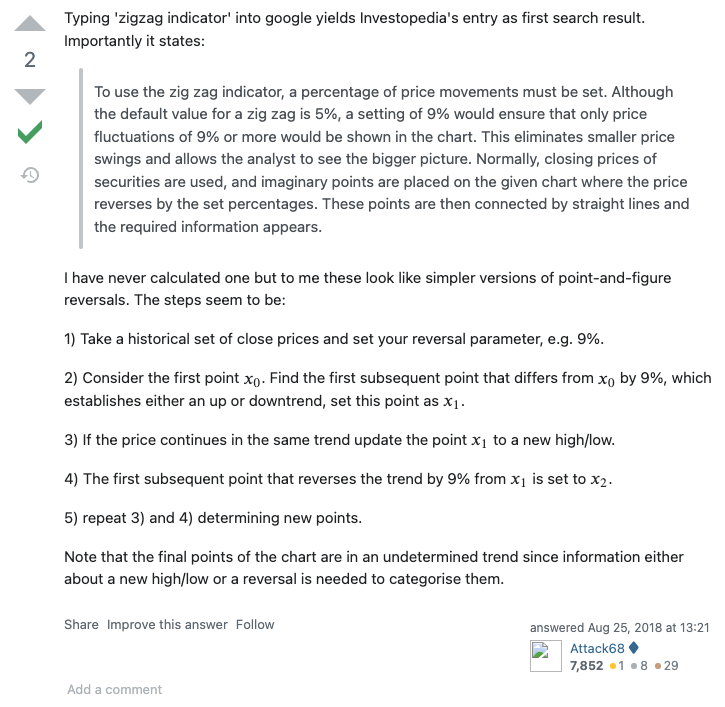 Typing 'zigzag indicator' into google yields Investopedia's entry as first search result.
Importantly it states:
2
To use the zig zag indicator, a percentage of price movements must be set. Although
the default value for a zig zag is 5%, a setting of 9% would ensure that only price
fluctuations of 9% or more would be shown in the chart. This eliminates smaller price
swings and allows the analyst to see the bigger picture. Normally, closing prices of
securities are used, and imaginary points are placed on the given chart where the price
reverses by the set percentages. These points are then connected by straight lines and
the required information appears.
I have never calculated one but to me these look like simpler versions of point-and-figure
reversals. The steps seem to be:
1) Take a historical set of close prices and set your reversal parameter, e.g. 9%.
2) Consider the first point x₀. Find the first subsequent point that differs from x₀ by 9%, which
establishes either an up or downtrend, set this point as x₁.
3) If the price continues in the same trend update the point x₁ to a new high/low.
4) The first subsequent point that reverses the trend by 9% from x₁ is set to x₂.
5) repeat 3) and 4) determining new points.
Note that the final points of the chart are in an undetermined trend since information either
about a new high/low or a reversal is needed to categorise them.
Share Improve this answer Follow
answered Aug 25, 2018 at 13:21
Attack68
7,852 1 8 29
Add a comment